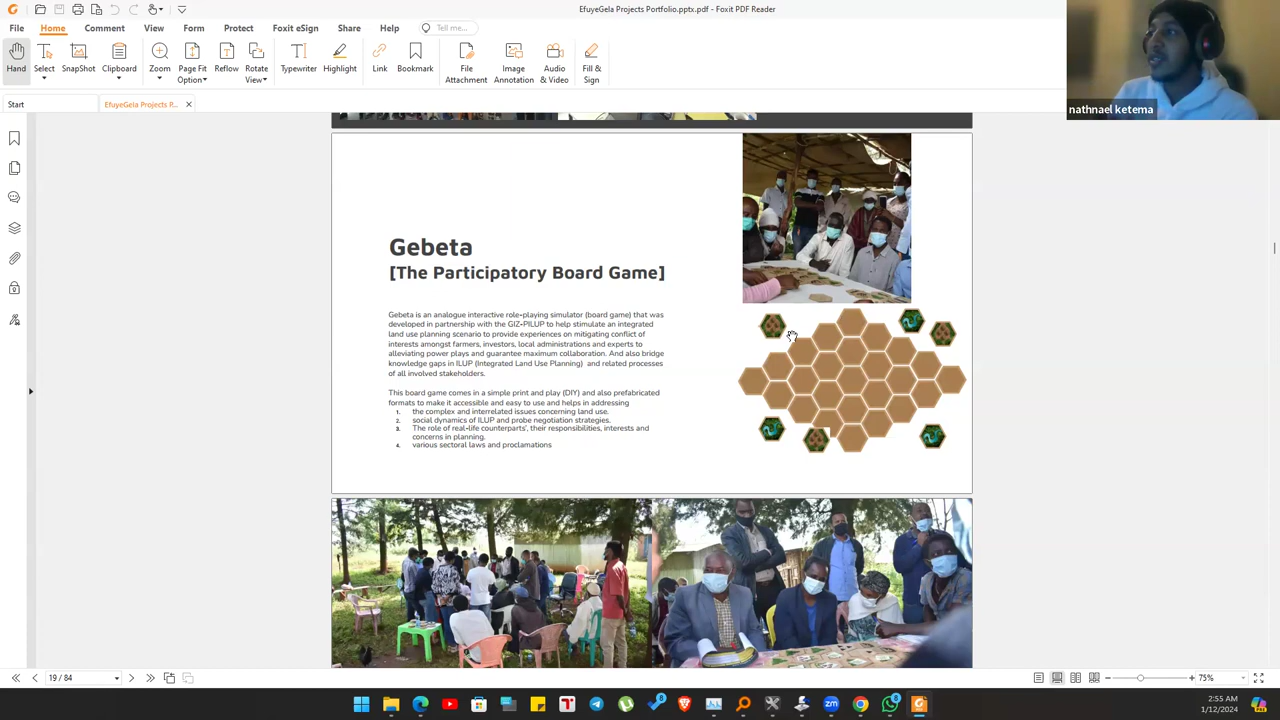 EfuyeGela Projects Portfolio.pptx.pdf - Foxit PDF Reader
File Home Comment View Form Protect Foxit eSign Share Help Tell me...
Hand Select SnapShot Clipboard Zoom Page Fit Option Reflow Rotate View Typewriter Highlight Link Bookmark File Attachment Image Annotation Audio & Video Fill & Sign
nathnael ketema
Start EfuyeGela Projects P...
Gebeta
[The Participatory Board Game]
Gebeta is an analogue interactive role-playing simulator (board game) that was
developed in partnership with the GIZ-PILUP to help stimulate an integrated
land use planning scenario to provide experiences on mitigating conflict of
interests amongst farmers, investors, local administrations and experts to
alleviating power plays and guarantee maximum collaboration. And also bridge
knowledge gaps in ILUP (Integrated Land Use Planning) and related processes
of all involved stakeholders.
This board game comes in a simple print and play (DIY) and also prefabricated
formats to make it accessible and easy to use and helps in addressing
1. the complex and interrelated issues concerning land use.
2. social dynamics of ILUP and probe negotiation strategies.
3. The role of real-life counterparts', their responsibilities, interests and
concerns in planning.
4. various sectoral laws and proclamations
19 / 84
75%
2:55 AM
1/12/2024